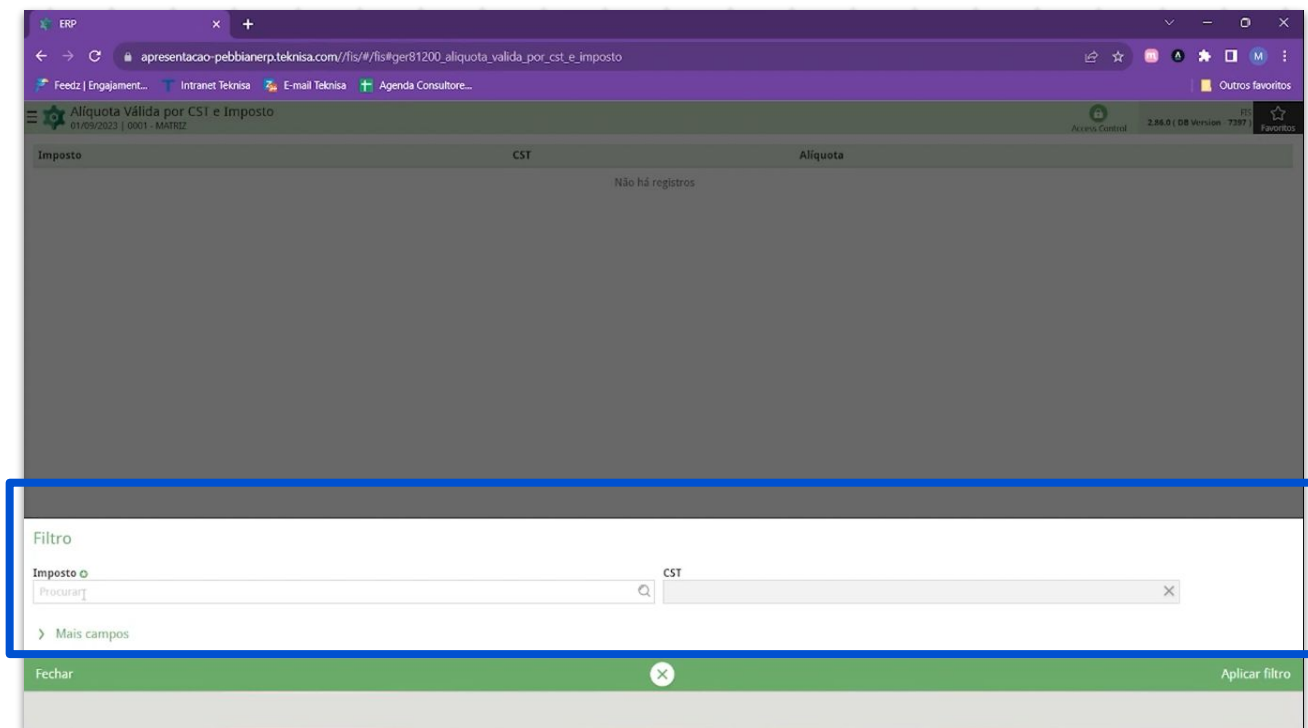 ERP
apresentacao-pebbianerp.teknisa.com//fis/#/fis#ger81200_aliquota_valida_por_cst_e_imposto
M
Feedz | Engajament... Intranet Teknisa E-mail Teknisa Agenda Consultore... Outros favoritos
Alíquota Válida por CST e Imposto
01/09/2023 | 0001 - MATRIZ
Access Control
FIS
2.86.0 ( DB Version 7397 )
Favoritos
Imposto CST Alíquota
Não há registros
Filtro
Imposto CST
Procurar
Mais campos
Fechar Aplicar filtro